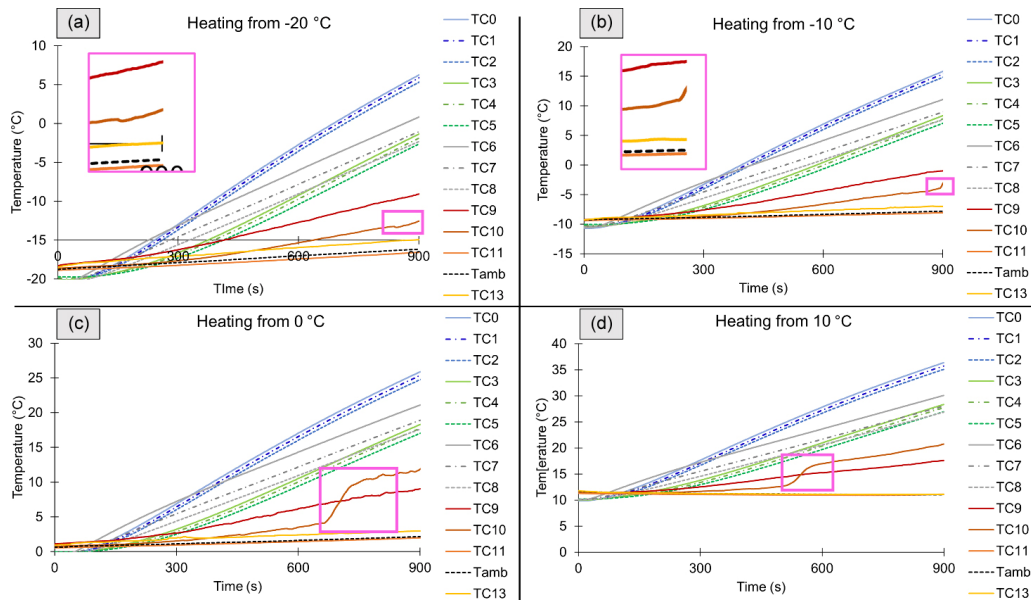 (a)
Heating from -20 °C
Temperature (°C)
10
5
0
-5
-10
-15
-20
0
300
600
900
TIme (s)
TC0
TC1
TC2
TC3
TC4
TC5
TC6
TC7
TC8
TC9
TC10
TC11
Tamb
TC13
(b)
Heating from -10 °C
Temperature (°C)
20
15
10
5
0
-5
-10
-15
0
300
600
900
Time (s)
TC0
TC1
TC2
TC3
TC4
TC5
TC6
TC7
TC8
TC9
TC10
TC11
Tamb
TC13
(c)
Heating from 0 °C
Temperature (°C)
30
25
20
15
10
5
0
0
300
600
900
Time (s)
TC0
TC1
TC2
TC3
TC4
TC5
TC6
TC7
TC8
TC9
TC10
TC11
Tamb
TC13
(d)
Heating from 10 °C
Temperature (°C)
40
35
30
25
20
15
10
5
0
0
300
600
900
Time (s)
TC0
TC1
TC2
TC3
TC4
TC5
TC6
TC7
TC8
TC9
TC10
TC11
Tamb
TC13